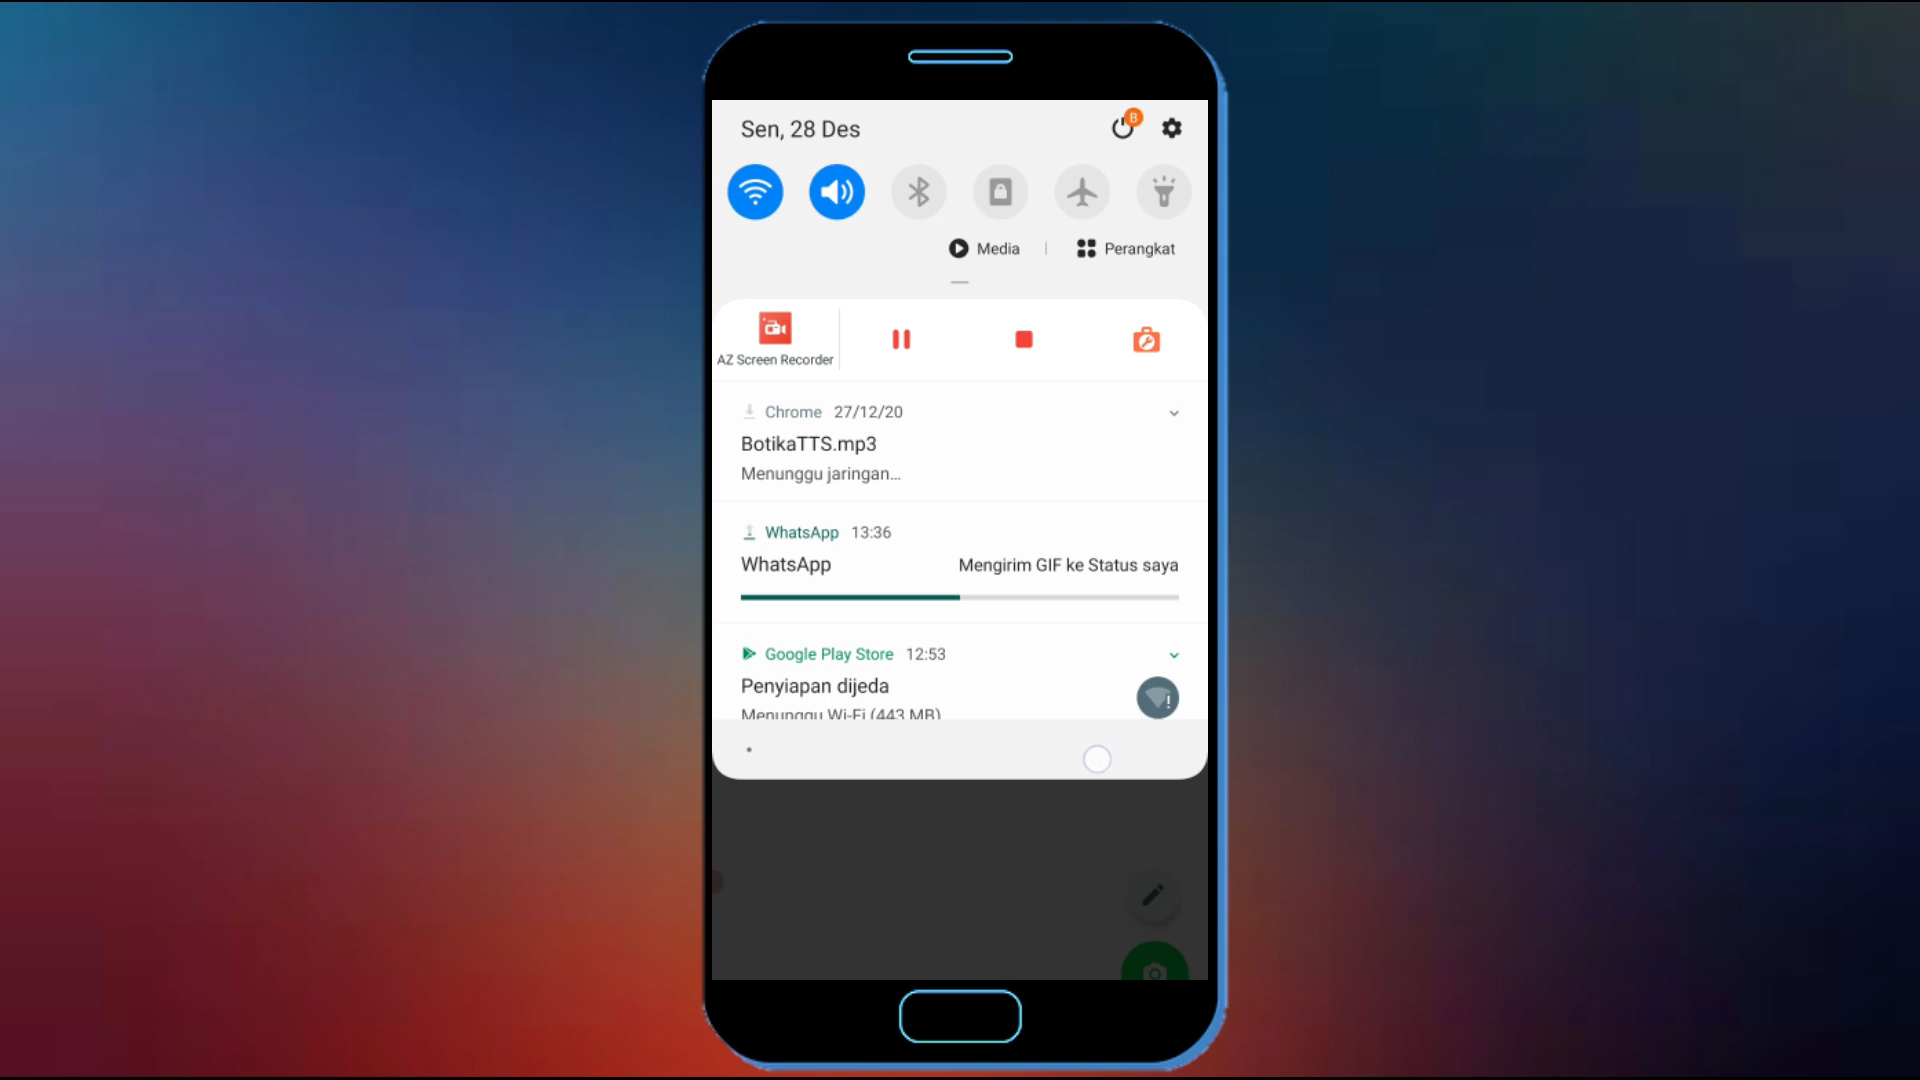 Sen, 28 Des
B
Media | Perangkat
AZ Screen Recorder
Chrome 27/12/20
BotikaTTS.mp3
Menunggu jaringan...
WhatsApp 13:36
WhatsApp Mengirim GIF ke Status saya
Google Play Store 12:53
Penyiapan dijeda
Menunggu Wi-Fi (443 MB)